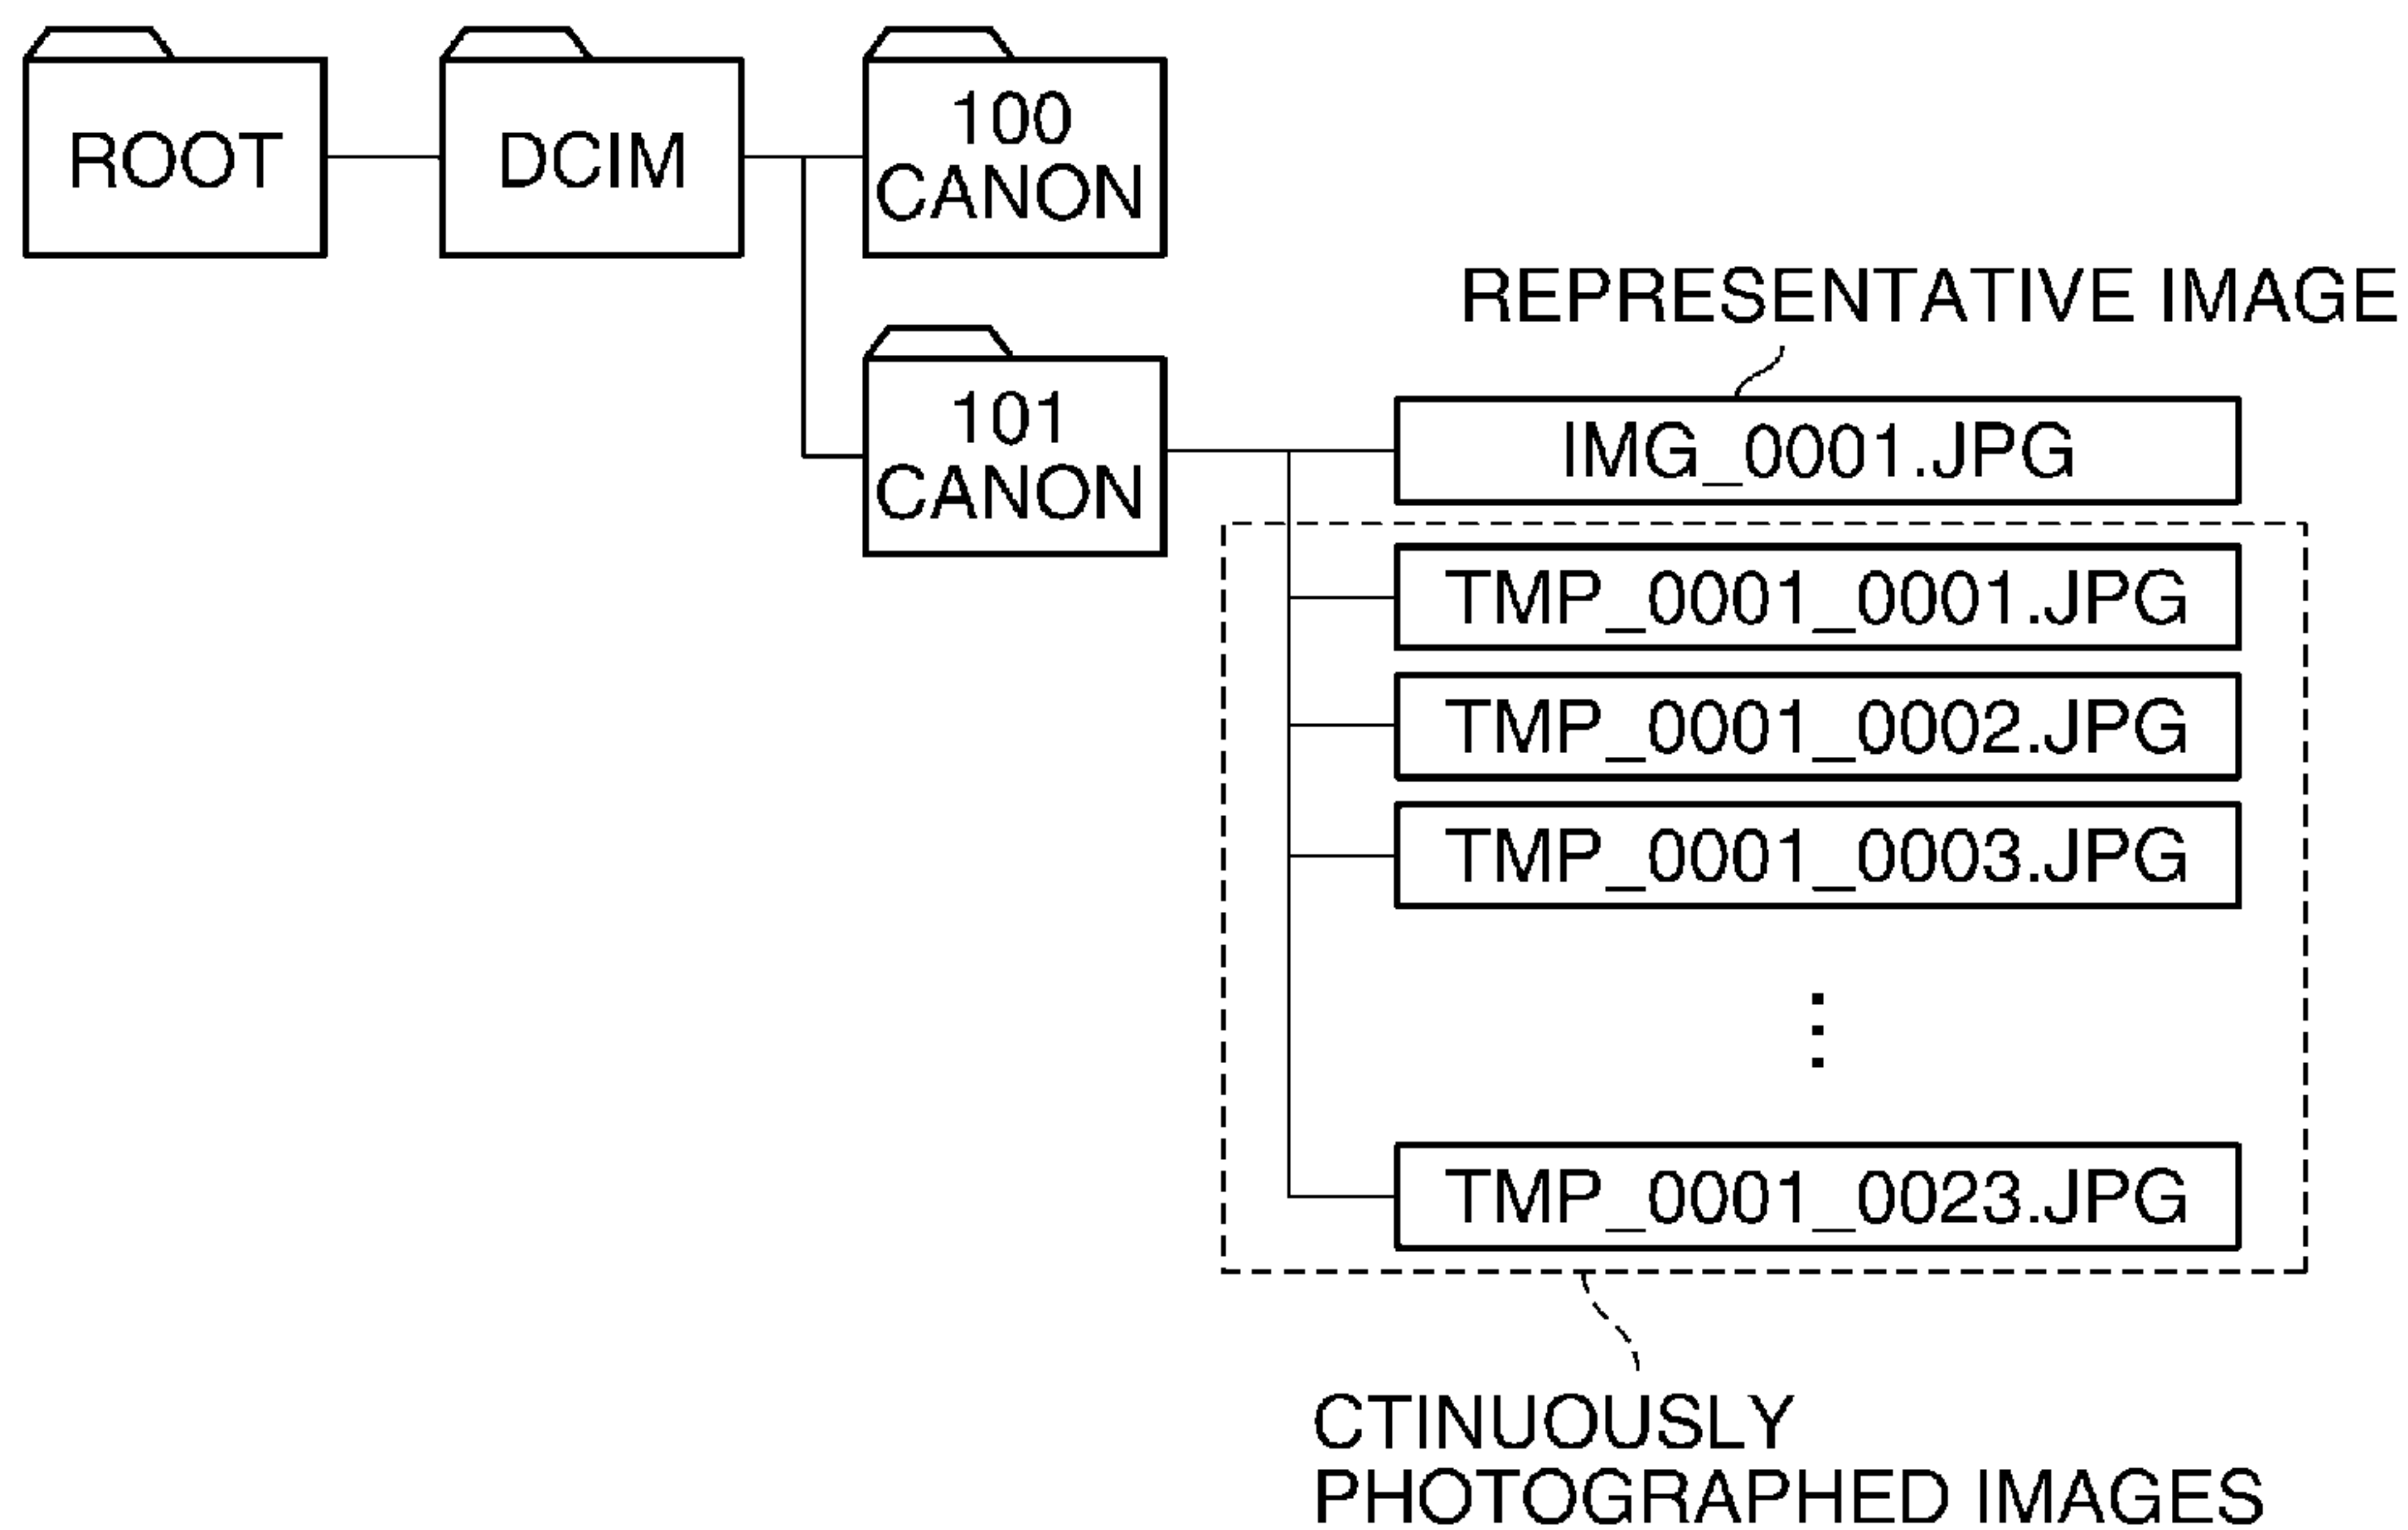 ROOT
DCIM
100
CANON
101
CANON
REPRESENTATIVE IMAGE
IMG_0001.JPG
TMP_0001_0001.JPG
TMP_0001_0002.JPG
TMP_0001_0003.JPG
TMP_0001_0023.JPG
CTINUOUSLY
PHOTOGRAPHED IMAGES